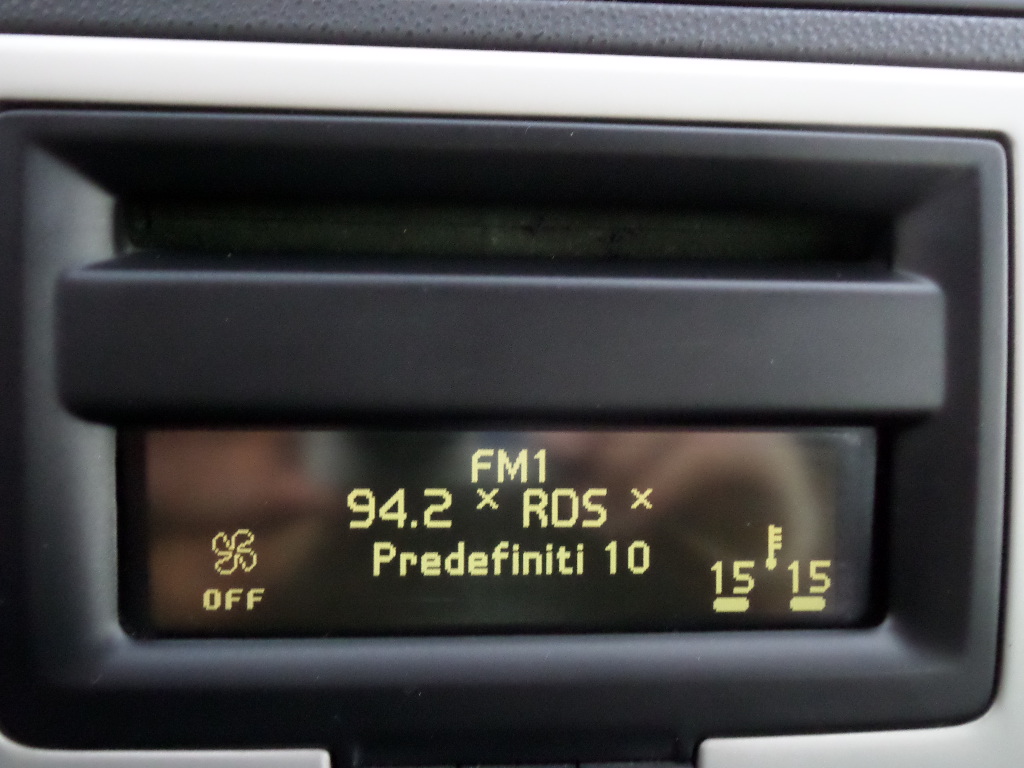 FM1
94.2 × RDS ×
Predefiniti 10
OFF
15 15